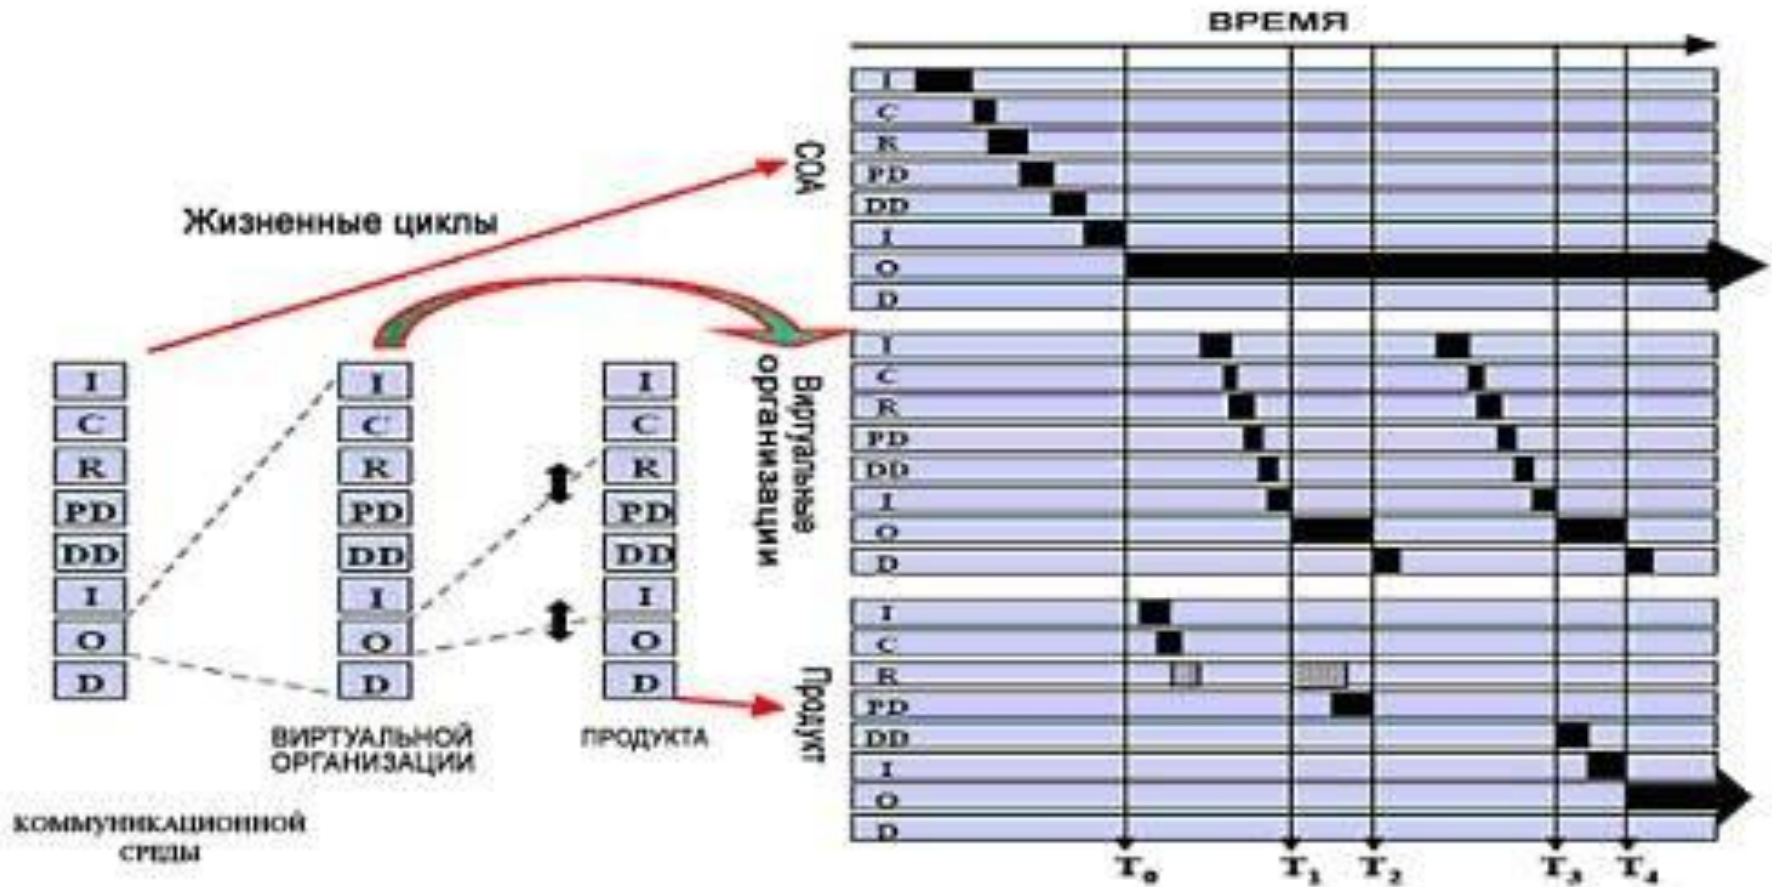 ВРЕМЯ
Жизненные циклы
I
C
R
PD
DD
I
O
D
КОММУНИКАЦИОННОЙ
СРЕДЫ
I
C
R
PD
DD
I
O
D
ВИРТУАЛЬНОЙ
ОРГАНИЗАЦИИ
I
C
R
PD
DD
I
O
D
ПРОДУКТА
СОА
I
C
R
PD
DD
I
O
D
Виртуальные
организации
I
C
R
PD
DD
I
O
D
Продукт
I
C
R
PD
DD
I
O
D
T0 T1 T2 T3 T4